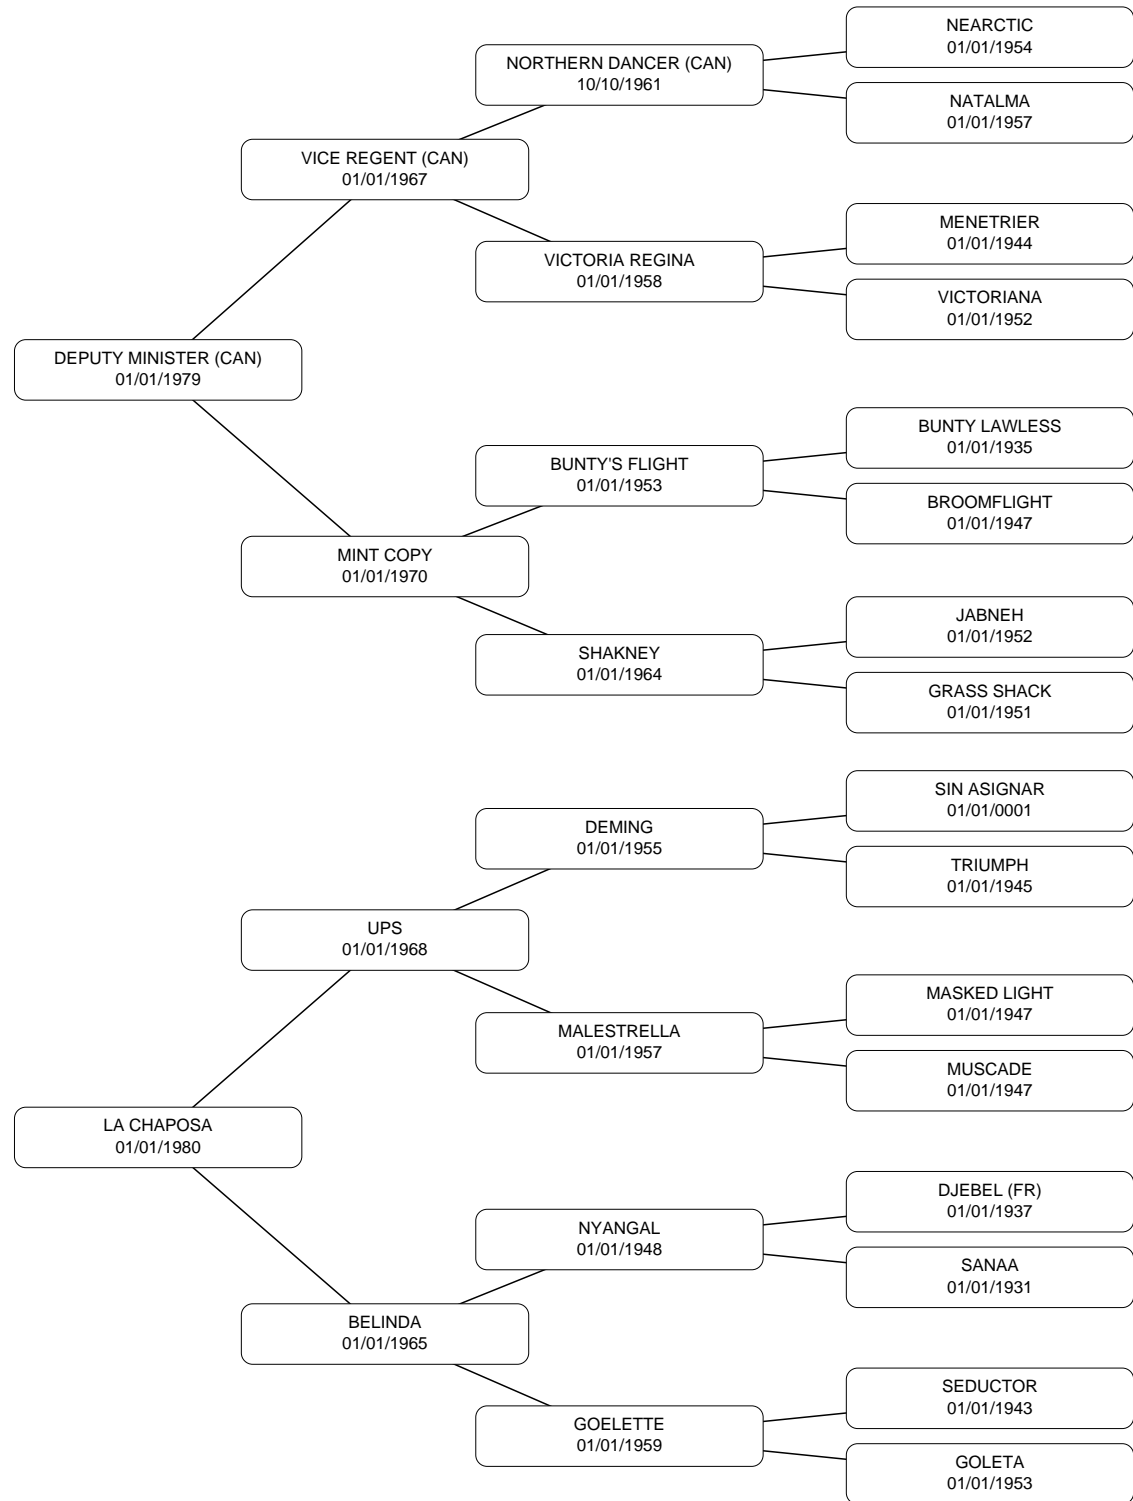 NEARCTIC
01/01/1954
NORTHERN DANCER (CAN)
10/10/1961
NATALMA
01/01/1957
VICE REGENT (CAN)
01/01/1967
MENETRIER
01/01/1944
VICTORIA REGINA
01/01/1958
VICTORIANA
01/01/1952
DEPUTY MINISTER (CAN)
01/01/1979
BUNTY LAWLESS
01/01/1935
BUNTY'S FLIGHT
01/01/1953
BROOMFLIGHT
01/01/1947
MINT COPY
01/01/1970
JABNEH
01/01/1952
SHAKNEY
01/01/1964
GRASS SHACK
01/01/1951
SIN ASIGNAR
01/01/0001
DEMING
01/01/1955
TRIUMPH
01/01/1945
UPS
01/01/1968
MASKED LIGHT
01/01/1947
MALESTRELLA
01/01/1957
MUSCADE
01/01/1947
LA CHAPOSA
01/01/1980
DJEBEL (FR)
01/01/1937
NYANGAL
01/01/1948
SANAA
01/01/1931
BELINDA
01/01/1965
SEDUCTOR
01/01/1943
GOELETTE
01/01/1959
GOLETA
01/01/1953